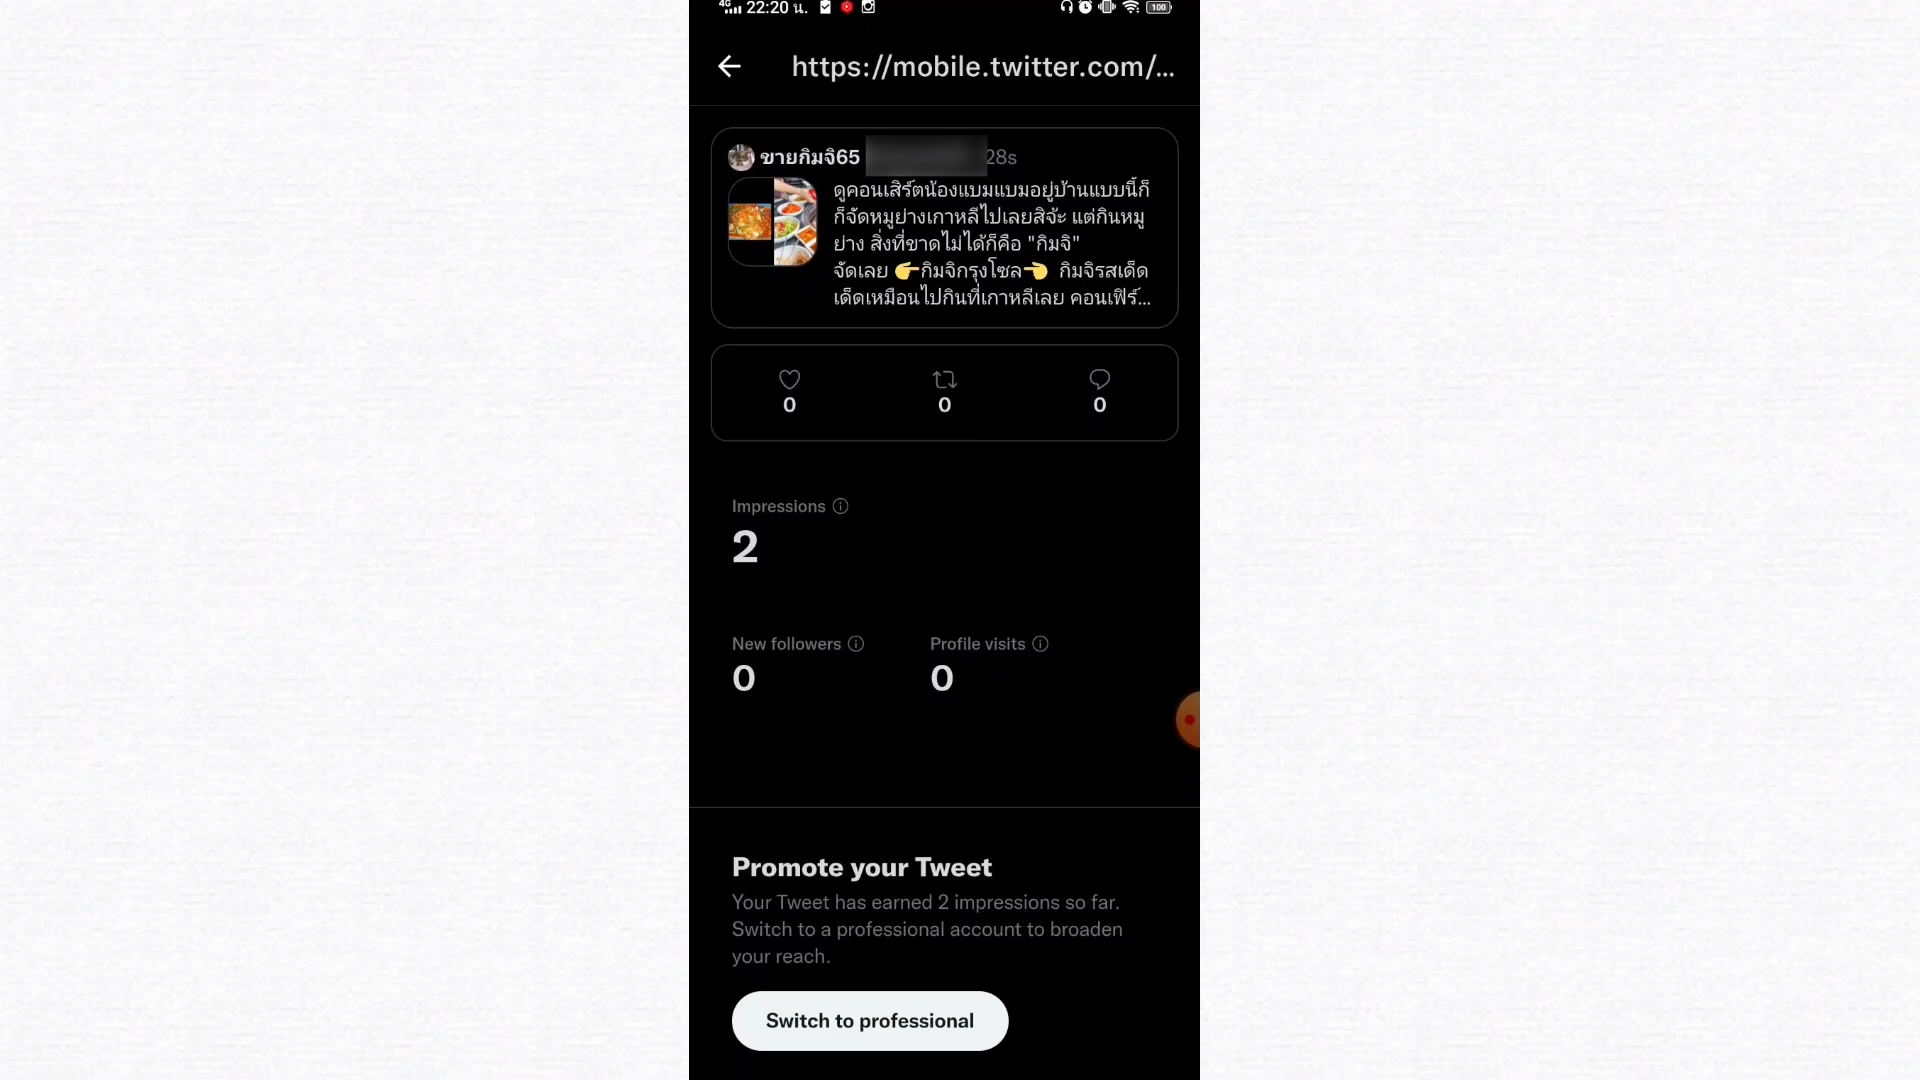 4G 22:20 น. 100
https://mobile.twitter.com/...
ขายกิมจิ65 28s
ดูคอนเสิร์ตน้องแบมแบมอยู่บ้านแบบนี้ก็
ก็จัดหมูย่างเกาหลีไปเลยสิจ้ะ แต่กินหมู
ย่าง สิ่งที่ขาดไม่ได้ก็คือ "กิมจิ"
จัดเลย 👉กิมจิกรุงโซล👈 กิมจิรสเด็ด
เด็ดเหมือนไปกินที่เกาหลีเลย คอนเฟิร์...
0 0 0
Impressions
2
New followers Profile visits
0 0
Promote your Tweet
Your Tweet has earned 2 impressions so far.
Switch to a professional account to broaden
your reach.
Switch to professional